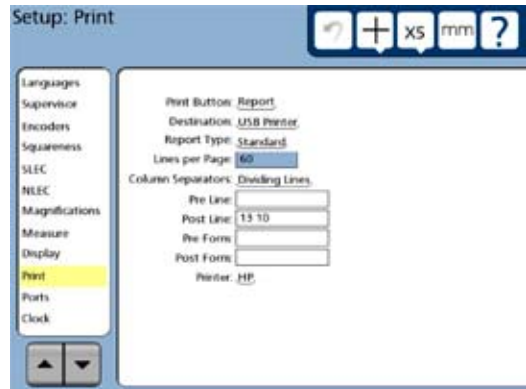 Setup: Print
xs mm ?
Languages
Supervisor
Encoders
Squareness
SLEC
NLEC
Magnifications
Measure
Display
Print
Ports
Clock
Print Button: Report
Destination: USB Printer
Report Type: Standard
Lines per Page: 60
Column Separators: Dividing Lines
Pre Line:
Post Line: 13 10
Pre Form:
Post Form:
Printer: HP